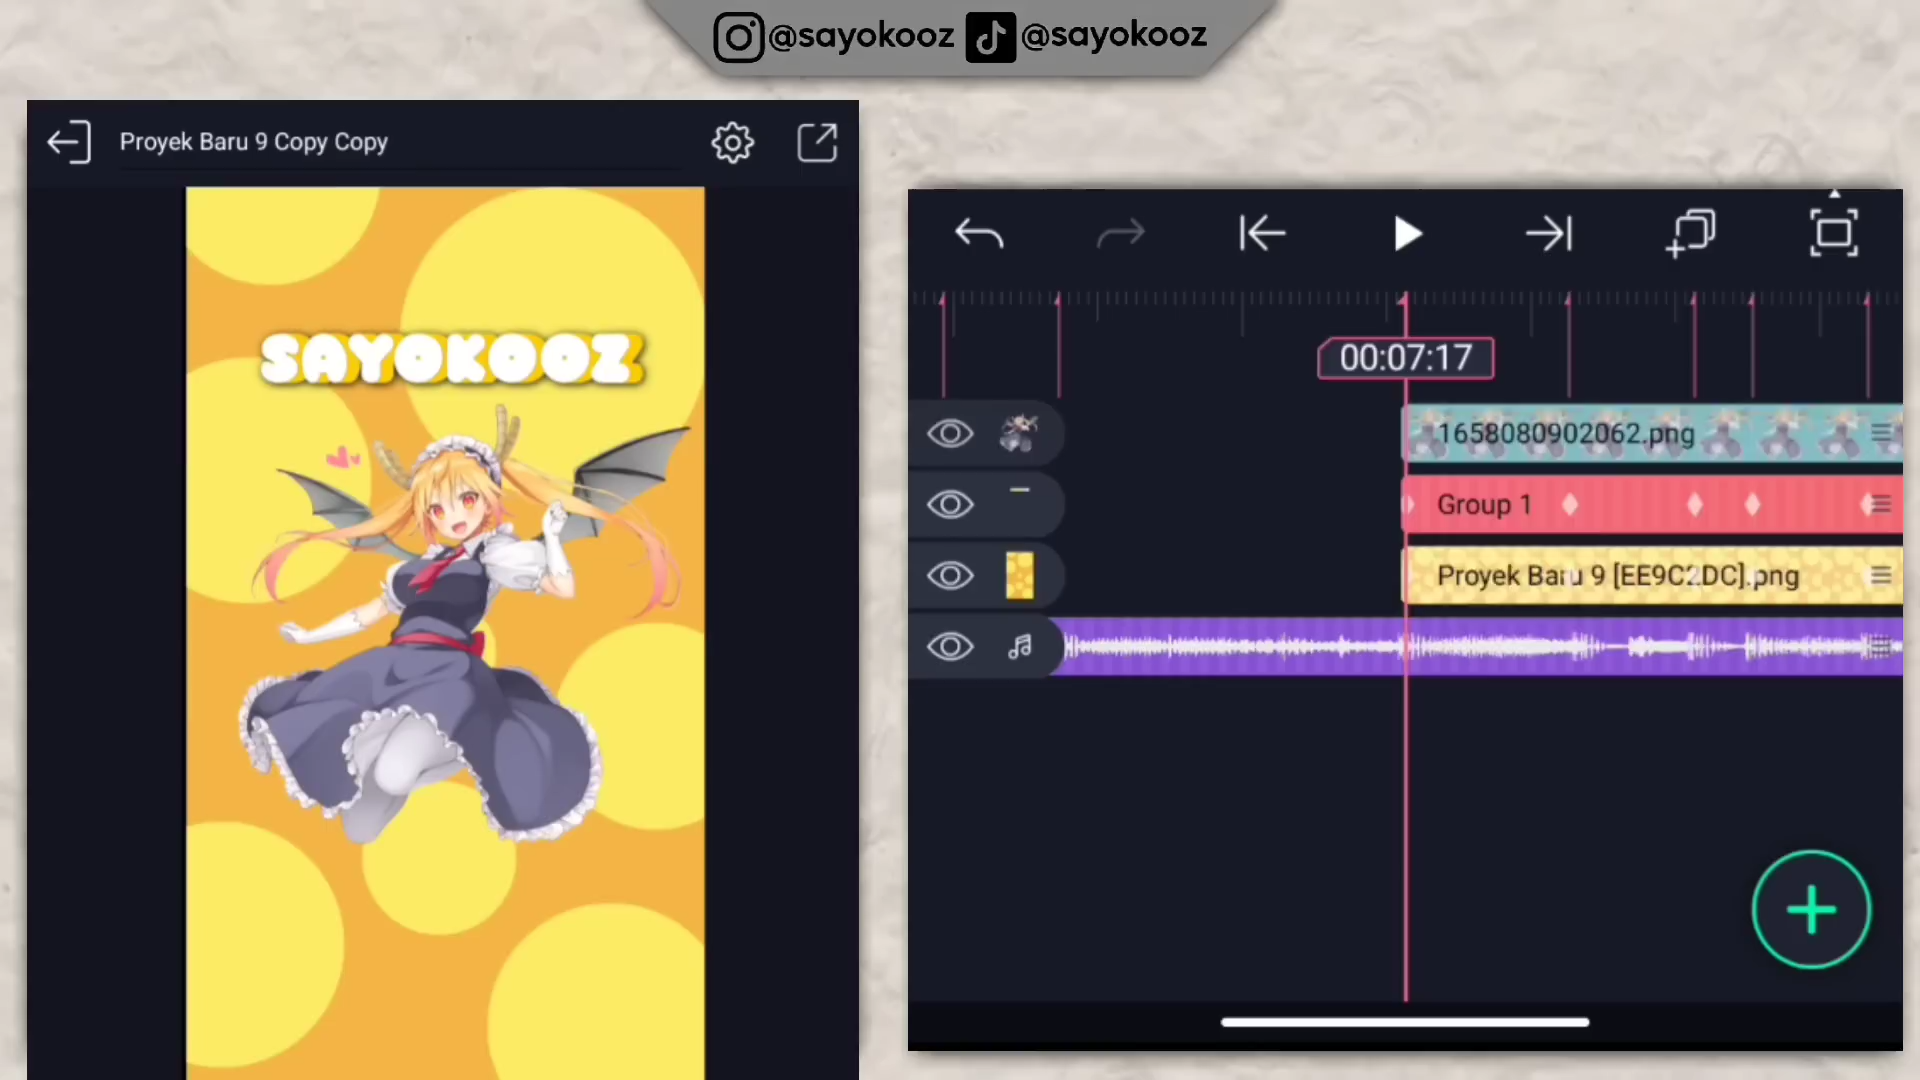 @sayokooz @sayokooz
Proyek Baru 9 Copy Copy
SAYOKOOZ
00:07:17
1658080902062.png
Group 1
Proyek Baru 9 [EE9C2DC].png